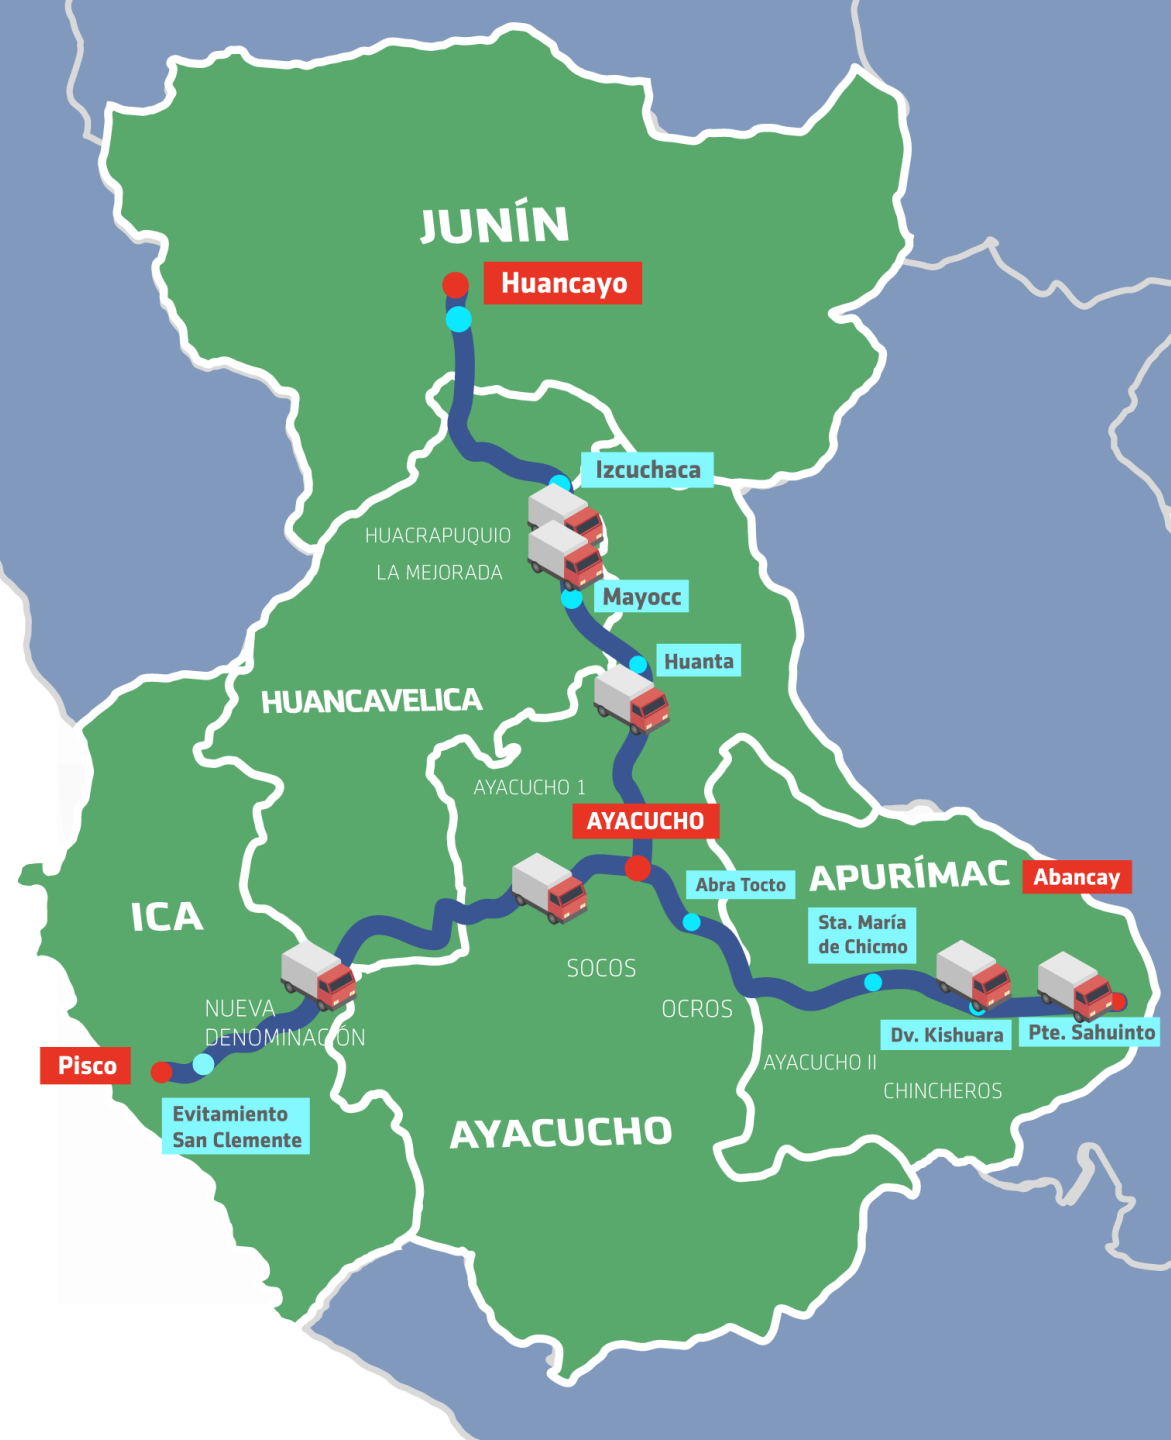 JUNÍN
Huancayo
Izcuchaca
HUACRAPUQUIO
LA MEJORADA
Mayocc
Huanta
HUANCAVELICA
AYACUCHO 1
AYACUCHO
APURÍMAC
Abancay
Abra Tocto
ICA
Sta. María
de Chicmo
SOCOS
NUEVA
DENOMINACIÓN
OCROS
Dv. Kishuara
Pte. Sahuinto
Pisco
AYACUCHO II
CHINCHEROS
Evitamiento
San Clemente
AYACUCHO